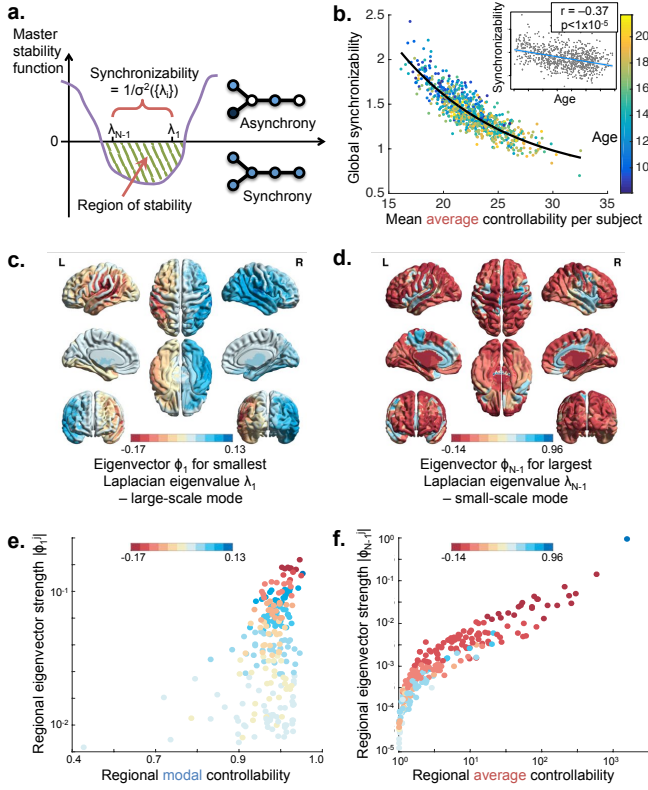 a.
Master
stability
function
Synchronizability
= 1/σ²({λᵢ})
λN-1
λ1
0
Asynchrony
Synchrony
Region of stability
b.
Global synchronizability
2.5
2
1.5
1
0.5
15 20 25 30 35
Mean average controllability per subject
Synchronizability
r = –0.37
p<1x10⁻⁵
Age
Age
20
18
16
14
12
10
c.
L
R
-0.17
0.13
Eigenvector ϕ1 for smallest
Laplacian eigenvalue λ1
– large-scale mode
d.
L
R
-0.14
0.96
Eigenvector ϕN-1 for largest
Laplacian eigenvalue λN-1
– small-scale mode
e.
-0.17
0.13
Regional eigenvector strength |ϕ₁ʲ|
10⁻¹
10⁻²
0.4 0.7 0.9 1.0
Regional modal controllability
f.
-0.14
0.96
Regional eigenvector strength |ϕN-1ʲ|
10⁰
10⁻¹
10⁻²
10⁻³
10⁻⁴
10⁻⁵
10⁰ 10¹ 10² 10³
Regional average controllability